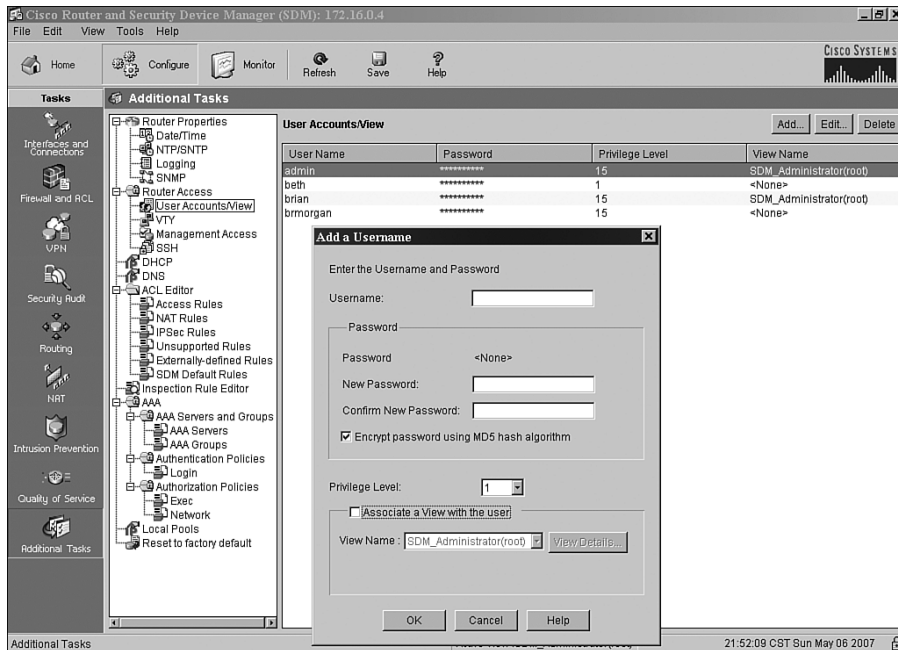 Cisco Router and Security Device Manager (SDM): 172.16.0.4
File Edit View Tools Help
Home Configure Monitor Refresh Save Help
CISCO SYSTEMS
Tasks
Additional Tasks
Interfaces and
Connections
Firewall and ACL
VPN
Security Audit
Routing
NAT
Intrusion Prevention
Quality of Service
Additional Tasks
Router Properties
Date/Time
NTP/SNTP
Logging
SNMP
Router Access
User Accounts/View
VTY
Management Access
SSH
DHCP
DNS
ACL Editor
Access Rules
NAT Rules
IPSec Rules
Unsupported Rules
Externally-defined Rules
SDM Default Rules
Inspection Rule Editor
AAA
AAA Servers and Groups
AAA Servers
AAA Groups
Authentication Policies
Login
Authorization Policies
Exec
Network
Local Pools
Reset to factory default
User Accounts/View
Add... Edit... Delete
User Name Password Privilege Level View Name
admin ********** 15 SDM_Administrator(root)
beth ********** 1 <None>
brian ********** 15 SDM_Administrator(root)
brmorgan ********** 15 <None>
Add a Username
Enter the Username and Password
Username:
Password
Password <None>
New Password:
Confirm New Password:
Encrypt password using MD5 hash algorithm
Privilege Level: 1
Associate a View with the user
View Name : SDM_Administrator(root) View Details...
OK Cancel Help
Additional Tasks
21:52:09 CST Sun May 06 2007